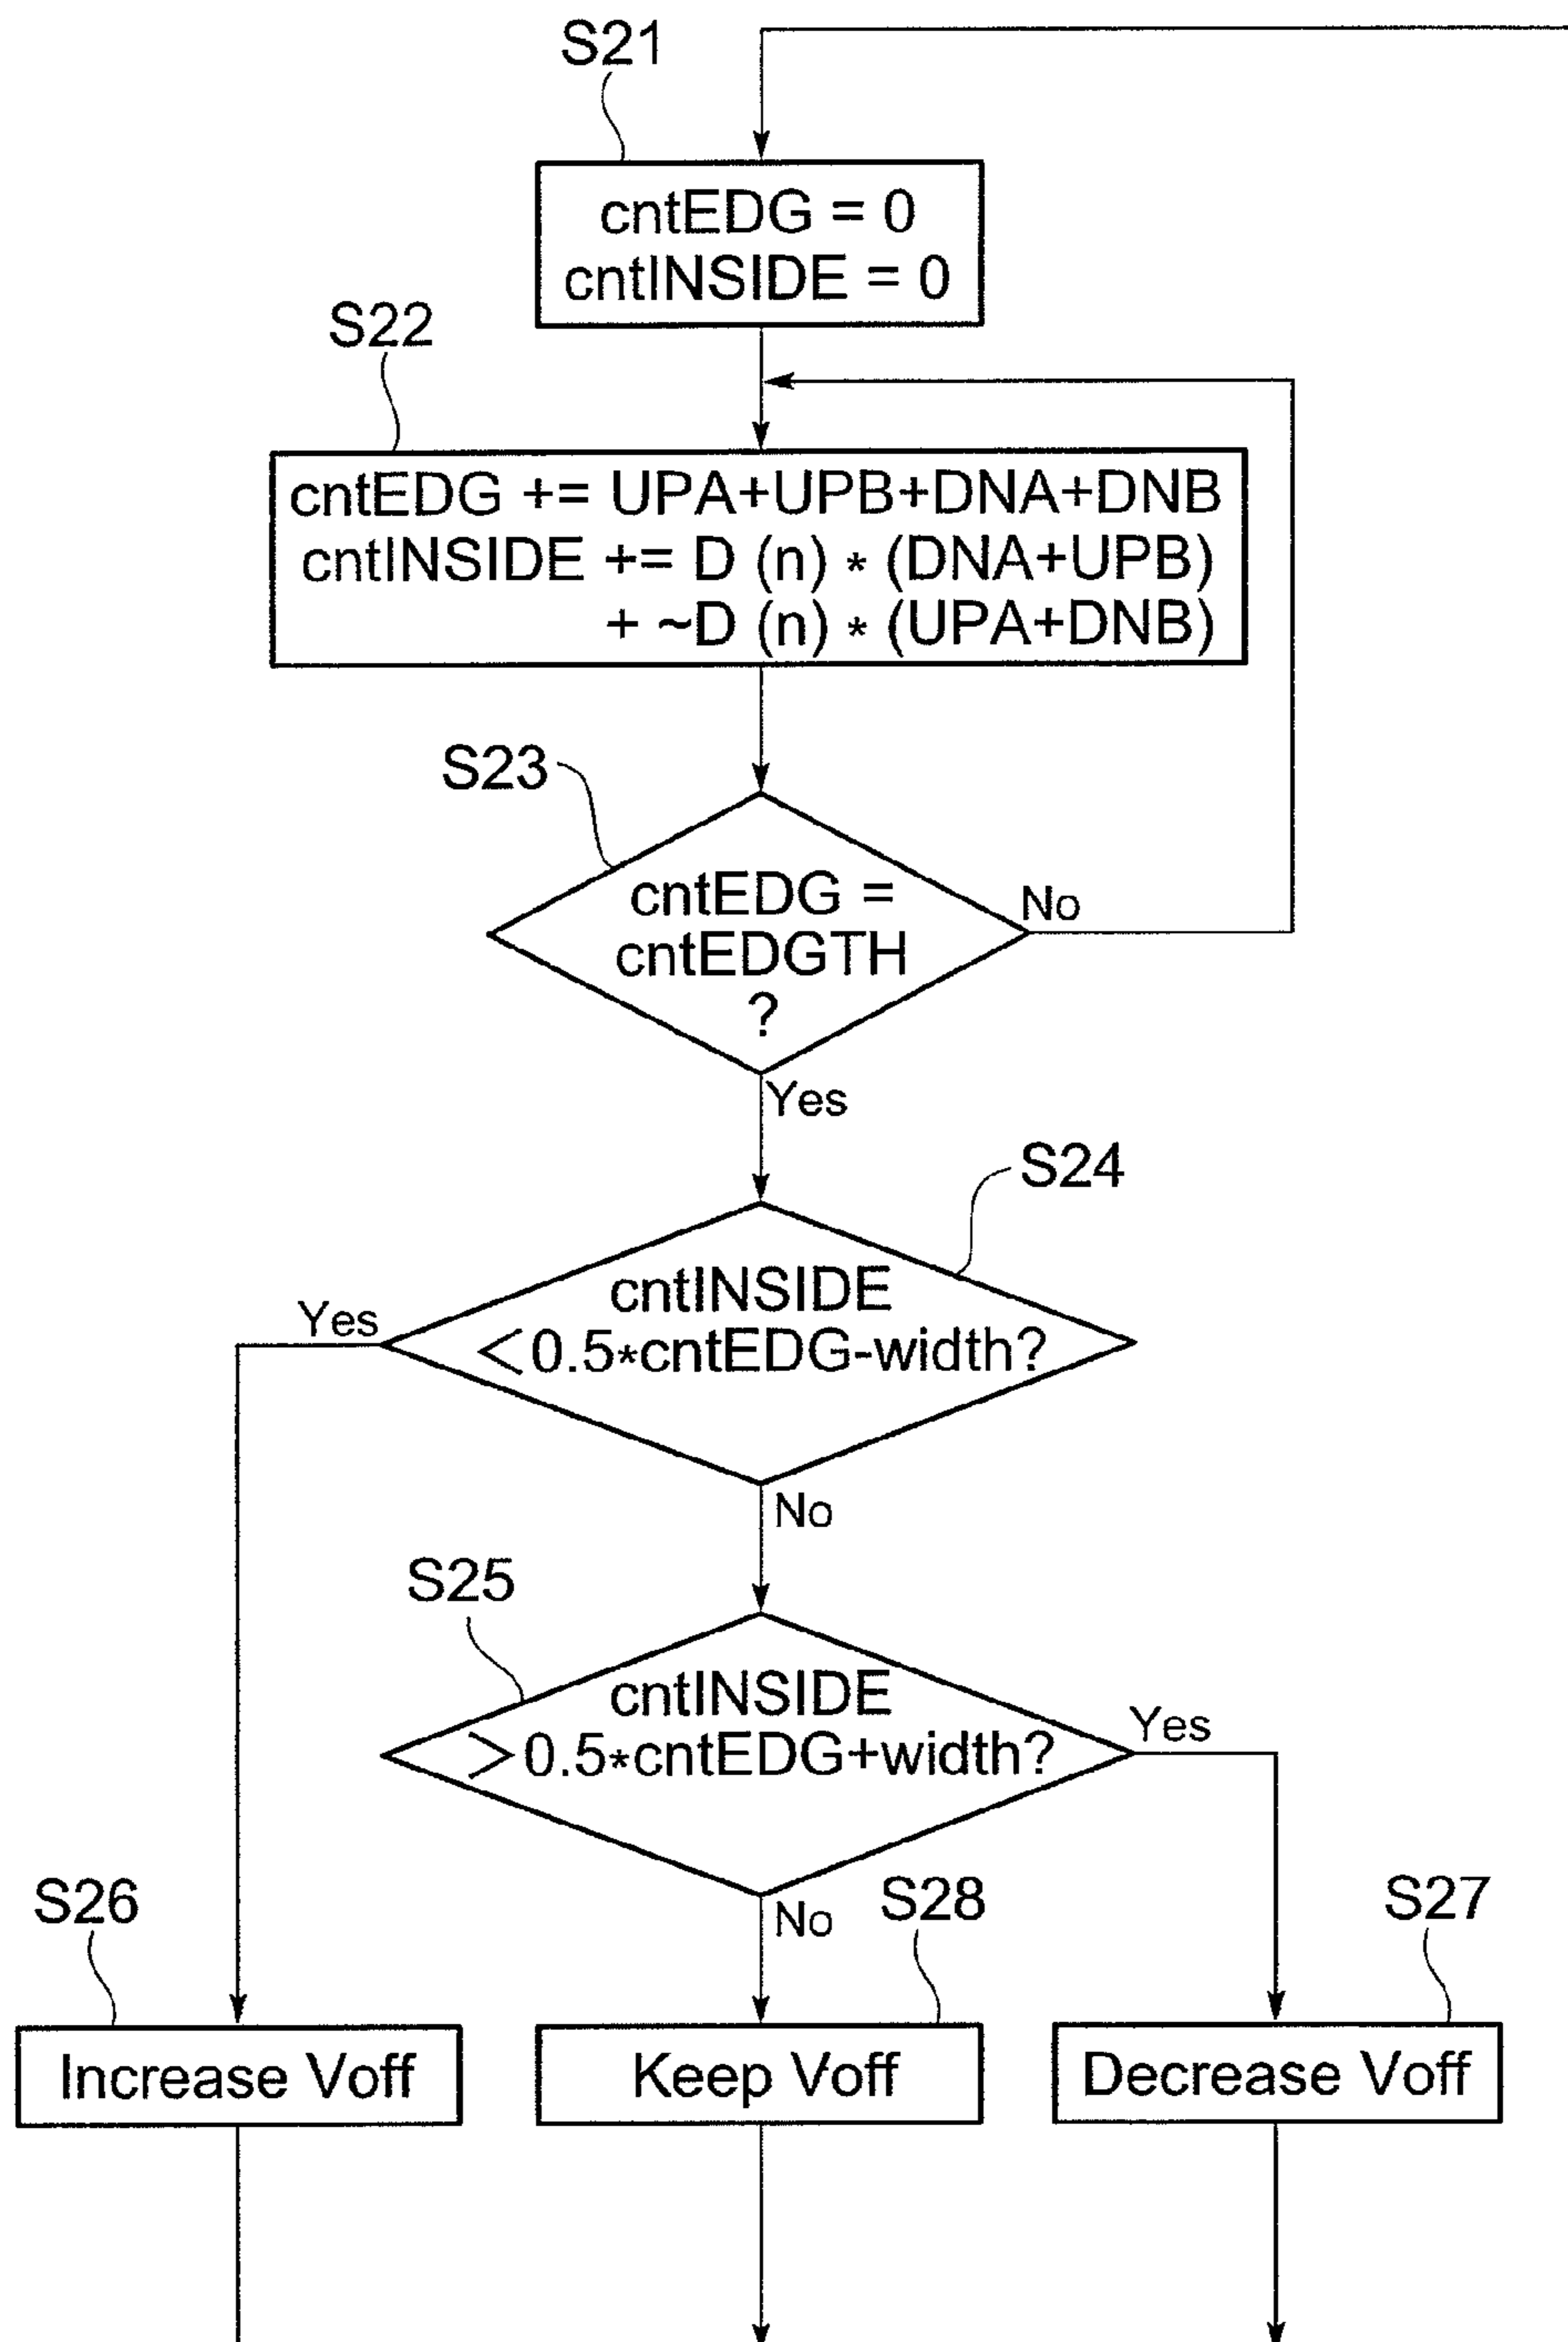 S21
cntEDG = 0
cntINSIDE = 0
S22
cntEDG += UPA+UPB+DNA+DNB
cntINSIDE += D (n) * (DNA+UPB)
+ ~D (n) * (UPA+DNB)
S23
cntEDG =
cntEDGTH
?
No
Yes
S24
cntINSIDE
<0.5*cntEDG-width?
Yes
No
S25
cntINSIDE
>0.5*cntEDG+width?
Yes
No
S26
S28
S27
Increase Voff
Keep Voff
Decrease Voff